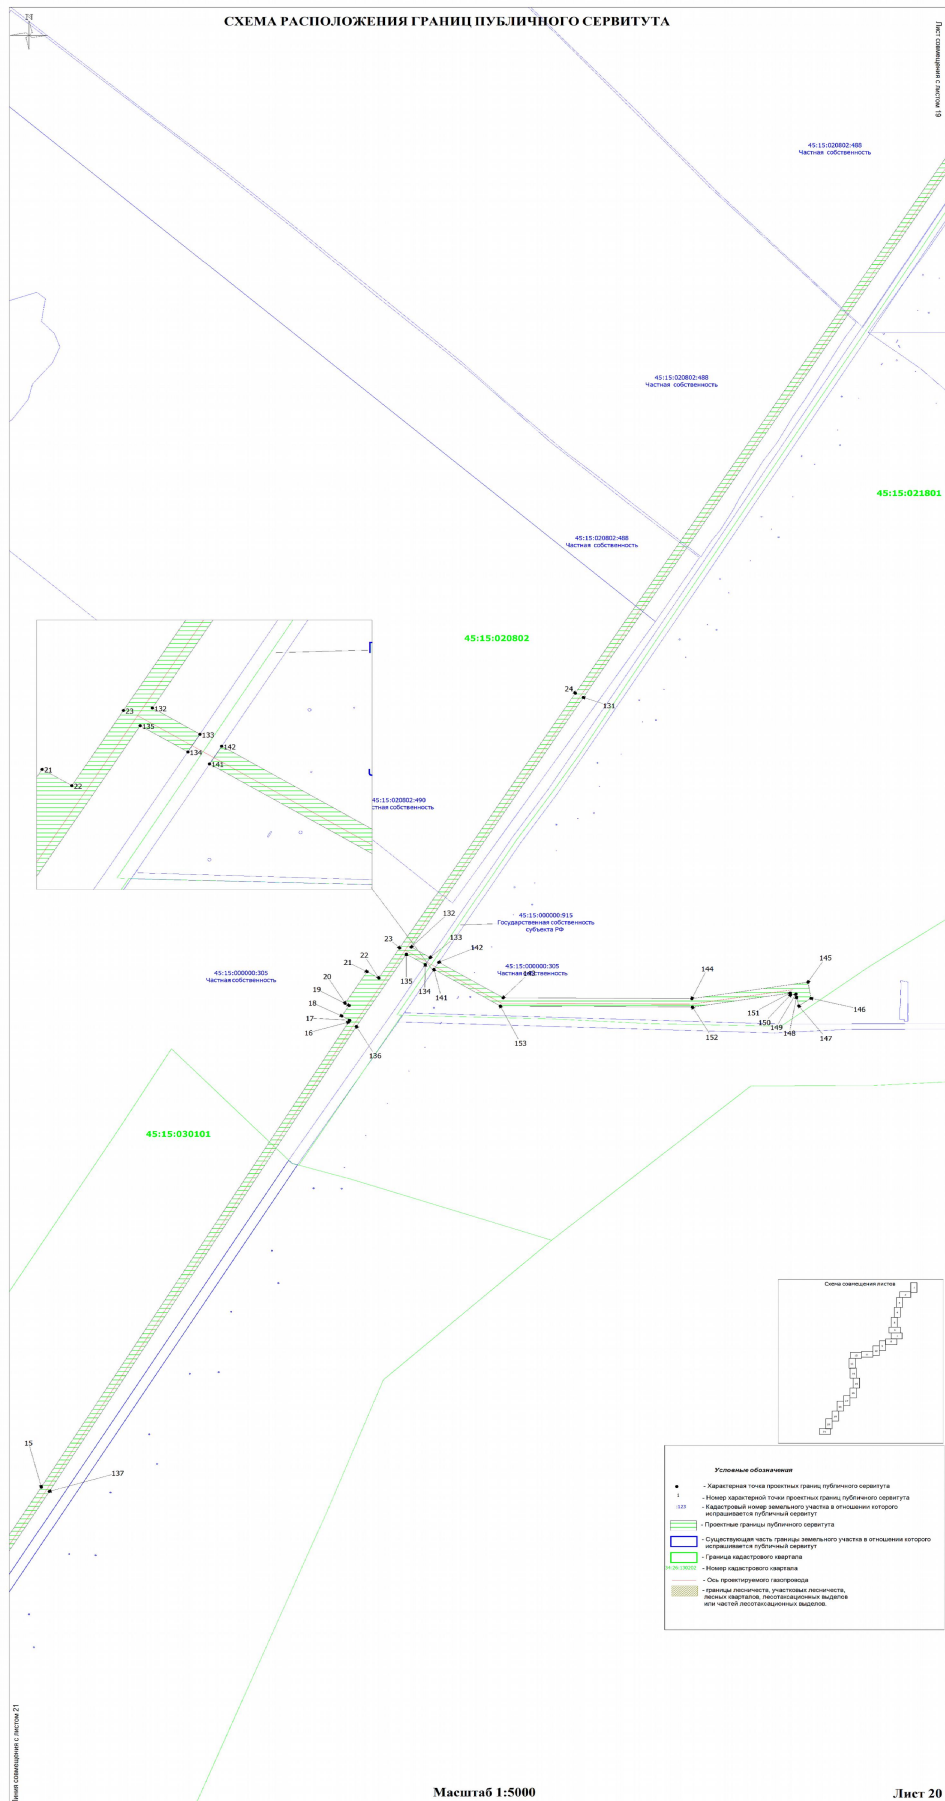 СХЕМА РАСПОЛОЖЕНИЯ ГРАНИЦ ПУБЛИЧНОГО СЕРВИТУТА
Лист совмещения с листом 19
45:15:020802:488
Частная собственность
45:15:020802:488
Частная собственность
45:15:021801
45:15:020802:488
Частная собственность
45:15:020802
24
131
23
132
135
133
134
142
141
21
22
45:15:020802:490
стная собственность
132
45:15:000000:915
Государственная собственность
субъекта РФ
23
133
142
22
21
135
134
141
45:15:000000:305
Частная собственность
45:15:000000:305
Частная собственность
143
144
145
20
19
18
17
16
136
153
152
151
150
149
148
147
146
45:15:030101
Схема совмещения листов
15
137
Условные обозначения
- Характерная точка проектных границ публичного сервитута
1 - Номер характерной точки проектных границ публичного сервитута
:123 - Кадастровый номер земельного участка в отношении которого
испрашивается публичный сервитут
- Проектные границы публичного сервитута
- Существующая часть границы земельного участка в отношении которого
испрашивается публичный сервитут
- Граница кадастрового квартала
- Номер кадастрового квартала
- Ось проектируемого газопровода
- границы лесничеств, участковых лесничеств,
лесных кварталов, лесотаксационных выделов
или частей лесотаксационных выделов.
Линия совмещения с листом 21
Масштаб 1:5000
Лист 20